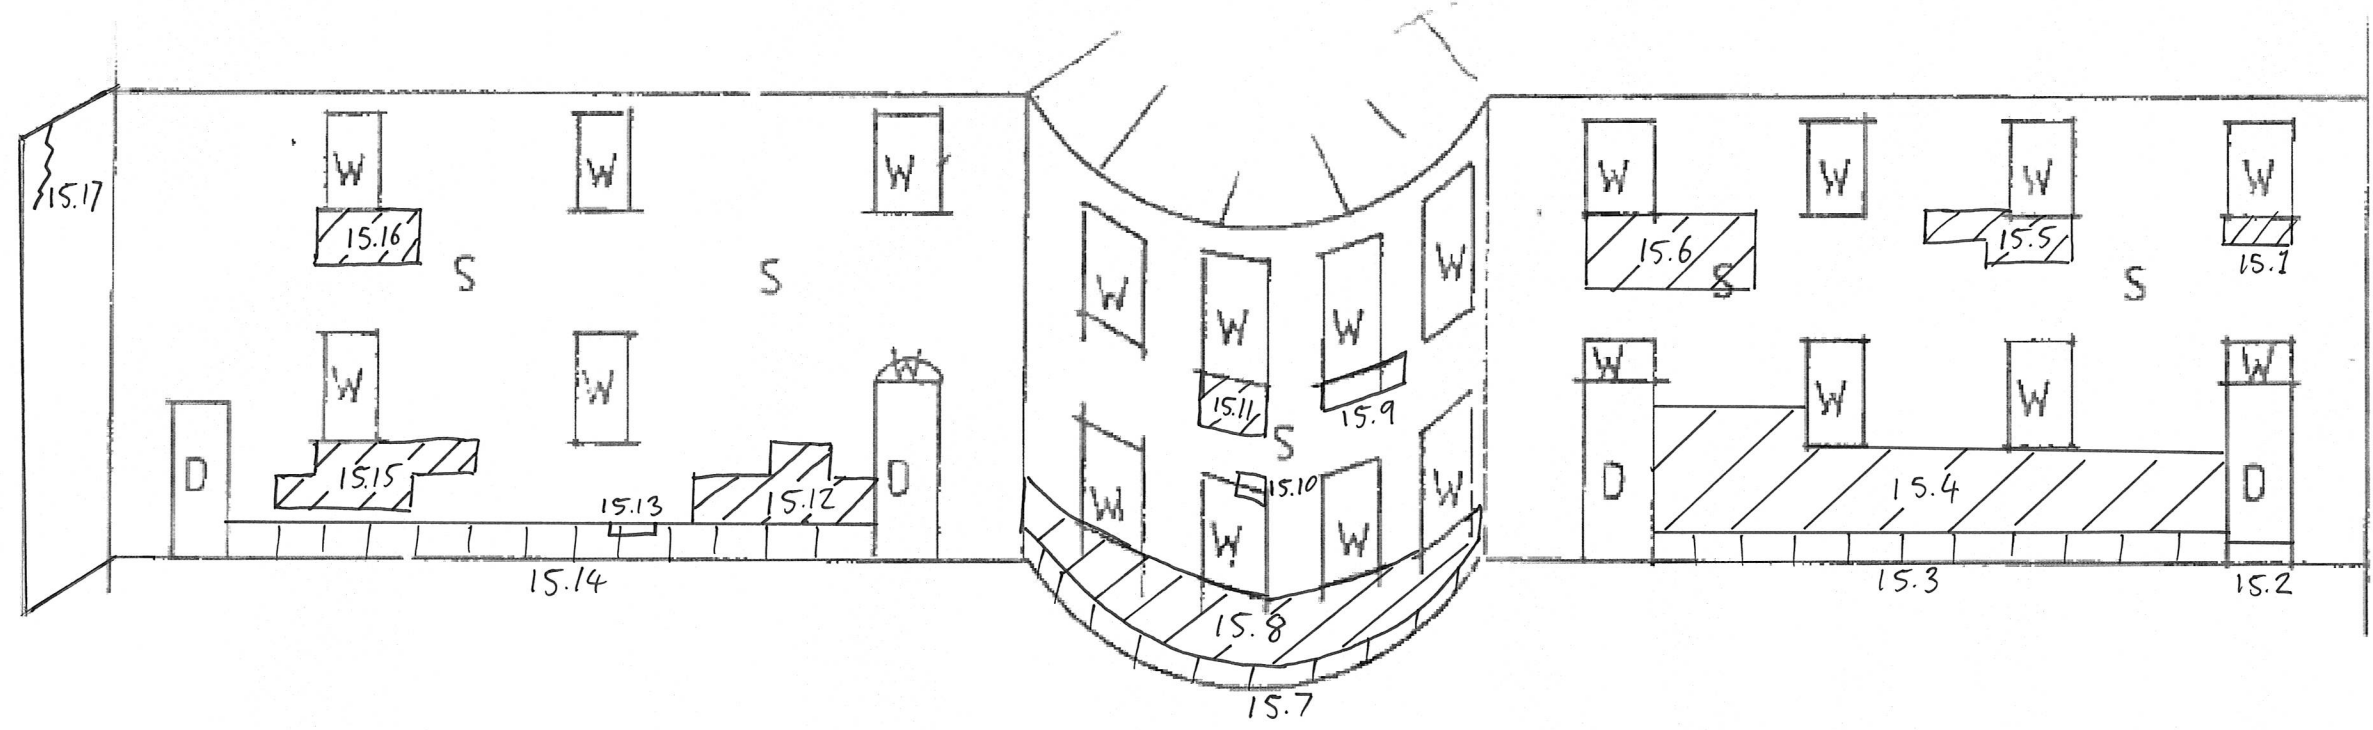 W W W W W W W
15.17
15.16 15.6 15.5
S S W W W W S S 15.1
W W W W W W W
15.11 15.9
S
D 15.15 15.13 15.12 D W W 15.10 W W D 15.4 D
15.14 15.8 15.3 15.2
15.7